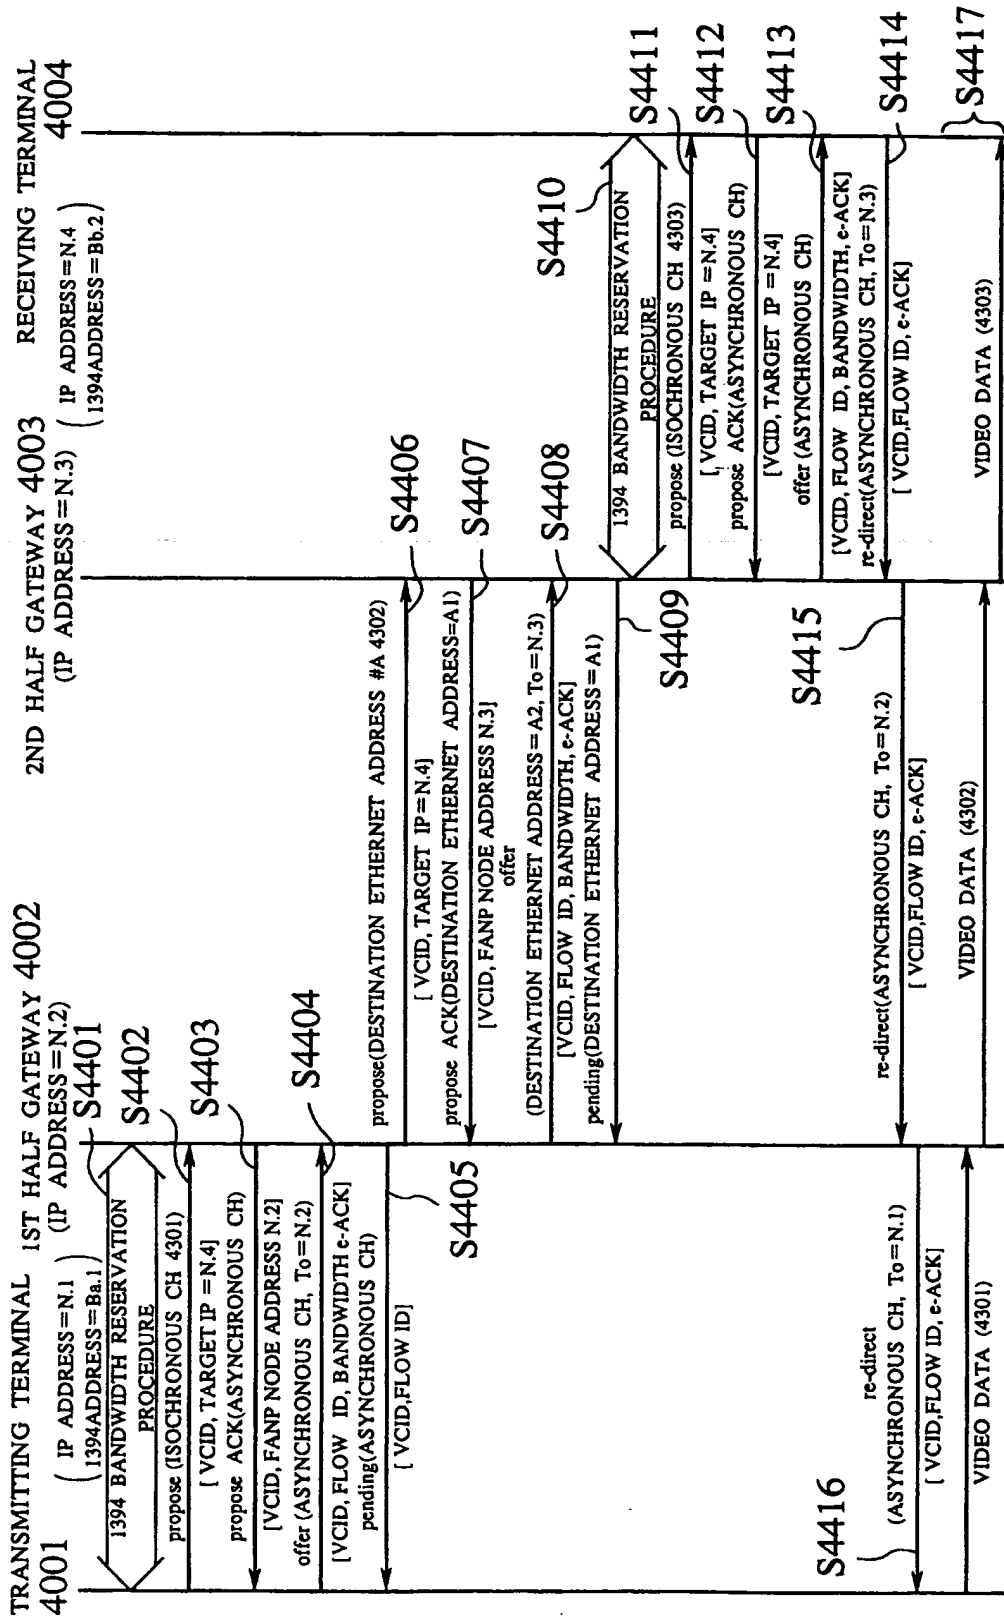 TRANSMITTING TERMINAL
4001
( IP ADDRESS=N.1
1394ADDRESS=Ba.1 )
1ST HALF GATEWAY 4002
(IP ADDRESS=N.2)
2ND HALF GATEWAY 4003
(IP ADDRESS=N.3)
RECEIVING TERMINAL
4004
( IP ADDRESS=N.4
1394ADDRESS=Bb.2 )
S4401
1394 BANDWIDTH RESERVATION
PROCEDURE
S4402
propose (ISOCHRONOUS CH 4301)
[ VCID, TARGET IP =N.4]
S4403
propose ACK(ASYNCHRONOUS CH)
[VCID, FANP NODE ADDRESS N.2]
S4404
offer (ASYNCHRONOUS CH, To=N.2)
[VCID, FLOW ID, BANDWIDTH e-ACK]
pending(ASYNCHRONOUS CH)
[ VCID,FLOW ID]
S4405
propose(DESTINATION ETHERNET ADDRESS #A 4302)
S4406
[ VCID, TARGET IP=N.4]
propose ACK(DESTINATION ETHERNET ADDRESS=A1)
S4407
[VCID, FANP NODE ADDRESS N.3]
offer
(DESTINATION ETHERNET ADDRESS=A2, To=N.3)
S4408
[VCID, FLOW ID, BANDWIDTH, e-ACK]
pending(DESTINATION ETHERNET ADDRESS=A1)
S4409
S4410
1394 BANDWIDTH RESERVATION
PROCEDURE
propose (ISOCHRONOUS CH 4303)
S4411
[ VCID, TARGET IP =N.4]
propose ACK(ASYNCHRONOUS CH)
S4412
[VCID, TARGET IP =N.4]
offer (ASYNCHRONOUS CH)
S4413
[VCID, FLOW ID, BANDWIDTH, e-ACK]
re-direct(ASYNCHRONOUS CH, To=N.3)
S4414
[ VCID,FLOW ID, e-ACK]
S4415
re-direct(ASYNCHRONOUS CH, To=N.2)
[ VCID,FLOW ID, e-ACK]
S4416
re-direct
(ASYNCHRONOUS CH, To=N.1)
[ VCID,FLOW ID, e-ACK]
VIDEO DATA (4301)
VIDEO DATA (4302)
VIDEO DATA (4303)
S4417